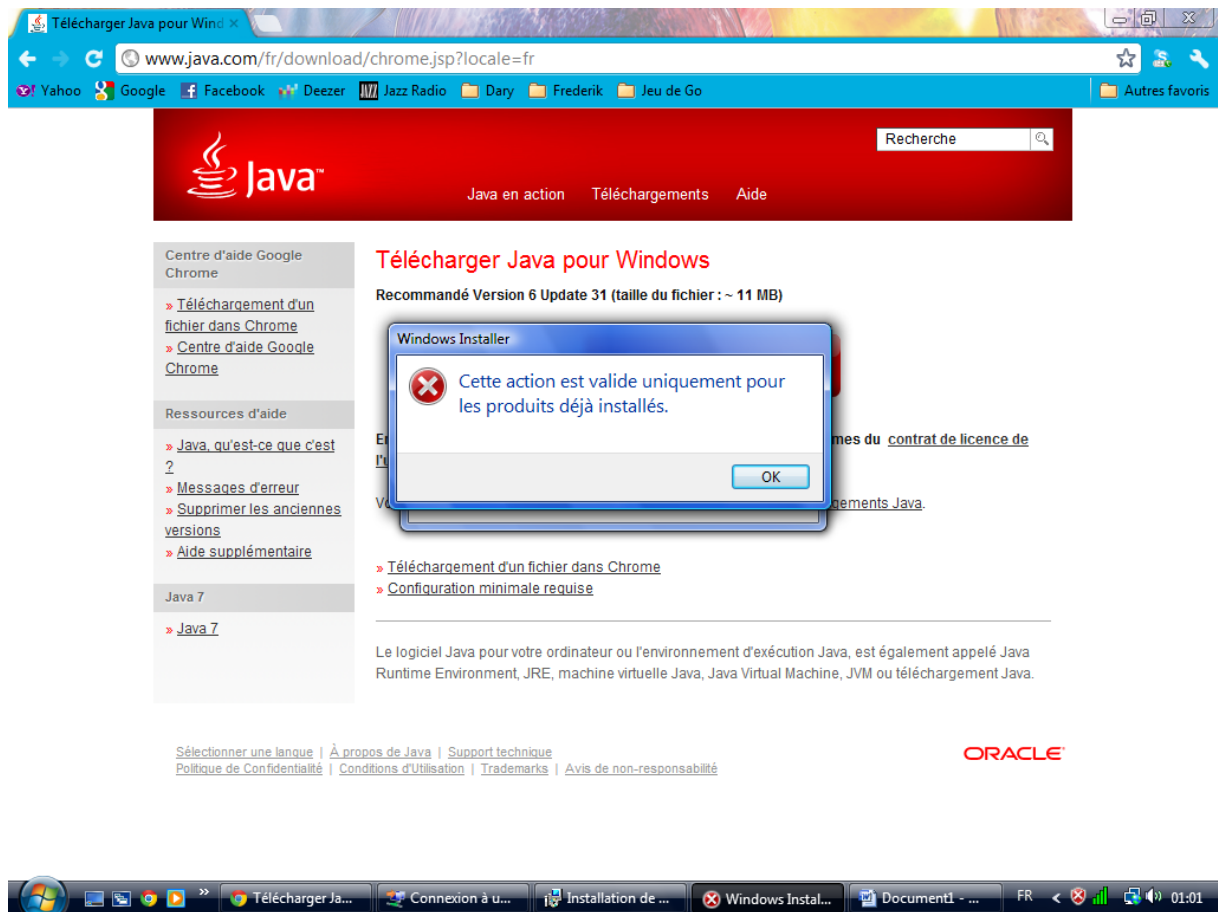 Télécharger Java pour Wind
www.java.com/fr/download/chrome.jsp?locale=fr
Yahoo Google Facebook Deezer Jazz Radio Dary Frederik Jeu de Go Autres favoris
Java™
Recherche
Java en action Téléchargements Aide
Centre d'aide Google
Chrome
» Téléchargement d'un
fichier dans Chrome
» Centre d'aide Google
Chrome
Ressources d'aide
» Java, qu'est-ce que c'est
?
» Messages d'erreur
» Supprimer les anciennes
versions
» Aide supplémentaire
Java 7
» Java 7
Télécharger Java pour Windows
Recommandé Version 6 Update 31 (taille du fichier : ~ 11 MB)
Windows Installer
Cette action est valide uniquement pour
les produits déjà installés.
OK
contrat de licence de
Java.
» Téléchargement d'un fichier dans Chrome
» Configuration minimale requise
Le logiciel Java pour votre ordinateur ou l'environnement d'exécution Java, est également appelé Java
Runtime Environment, JRE, machine virtuelle Java, Java Virtual Machine, JVM ou téléchargement Java.
Sélectionner une langue | À propos de Java | Support technique
Politique de Confidentialité | Conditions d'Utilisation | Trademarks | Avis de non-responsabilité
ORACLE
Télécharger Ja... Connexion à u... Installation de ... Windows Instal... Document1 - ... FR 01:01